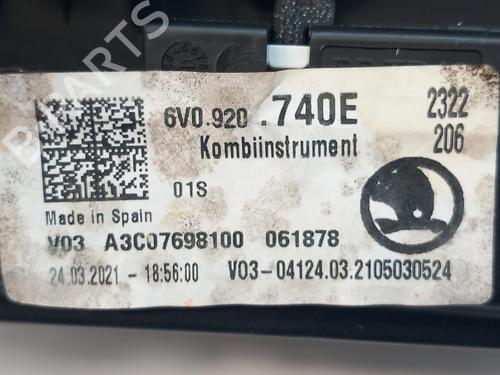 6V0.920 .740E 2322
Kombiinstrument 206
01S
Made in Spain
V03 A3C07698100 061878
24.03.2021 - 18:56:00 V03-04124.03.2105030524
B-PARTS